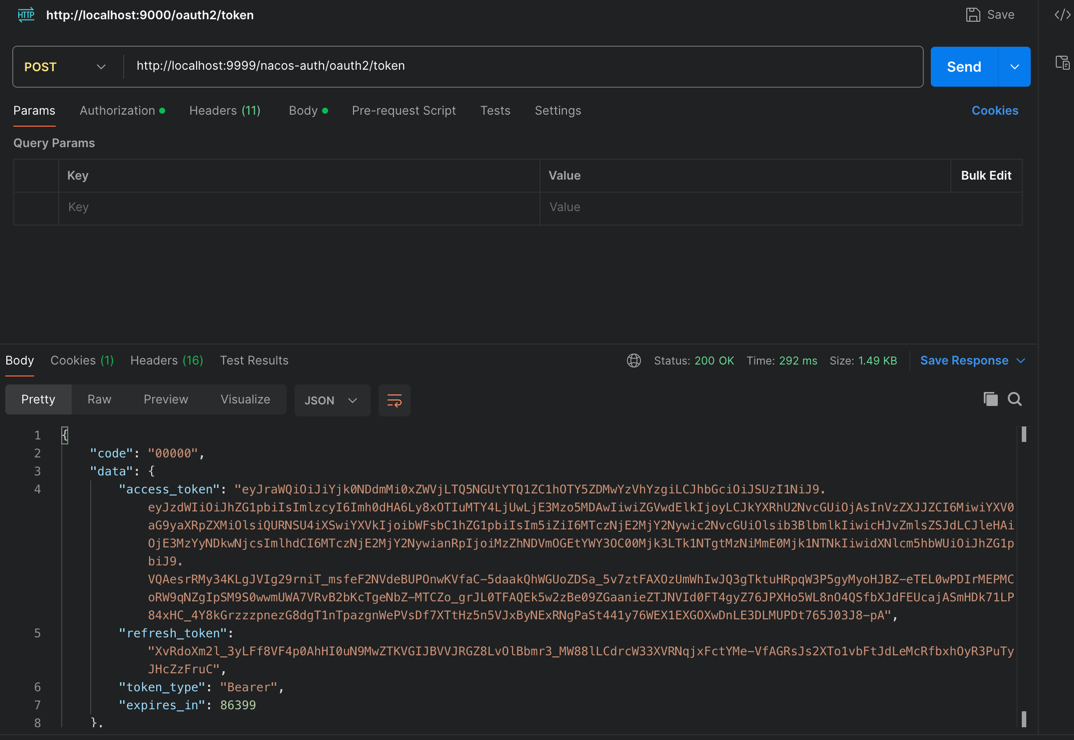 HTTP http://localhost:9000/oauth2/token Save
POST http://localhost:9999/nacos-auth/oauth2/token Send
Params Authorization Headers (11) Body Pre-request Script Tests Settings Cookies
Query Params
Key Value Bulk Edit
Key Value
Body Cookies (1) Headers (16) Test Results Status: 200 OK Time: 292 ms Size: 1.49 KB Save Response
Pretty Raw Preview Visualize JSON
1 {
2 "code": "00000",
3 "data": {
4 "access_token": "eyJraWQiOiJiYjk0NDdmMi0xZWVjLTQ5NGUtYTQ1ZC1hOTY5ZDMwYzVhYzgiLCJhbGciOiJSUzI1NiJ9.
eyJzdWIiOiJhZG1pbiIsImlzcyI6Imh0dHA6Ly8xOTIuMTY4LjUwLjE3Mzo5MDAwIiwiZGVwdElkIjoyLCJkYXRhU2NvcGUiOjAsInVzZXJJZCI6MiwiYXV0
aG9yaXRpZXMiOlsiQURNSU4iXSwiYXVkIjoibWFsbC1hZG1pbiIsIm5iZiI6MTczNjE2MjY2Nywic2NvcGUiOlsib3BlbmlkIiwicHJvZmlsZSJdLCJleHAi
OjE3MzYyNDkwNjcsImlhdCI6MTczNjE2MjY2NywianRpIjoiMzZhNDVmOGEtYWY3OC00Mjk3LTk1NTgtMzNiMmE0Mjk1NTNkIiwidXNlcm5hbWUiOiJhZG1p
biJ9.
VQAesrRMy34KLgJVIg29rniT_msfeF2NVdeBUPOnwKVfaC-5daakQhWGUoZDSa_5v7ztFAXOzUmWhIwJQ3gTktuHRpqW3P5gyMyoHJBZ-eTEL0wPDIrMEPMC
oRW9qNZgIpSM9S0wwmUWA7VRvB2bKcTgeNbZ-MTCZo_grJL0TFAQEk5w2zBe09ZGaanieZTJNVId0FT4gyZ76JPXHo5WL8nO4QSfbXJdFEUcajASmHDk71LP
84xHC_4Y8kGrzzzpnezG8dgT1nTpazgnWePVsDf7XTtHz5n5VJxByNExRNgPaSt441y76WEX1EXGOXwDnLE3DLMUPDt765J03J8-pA",
5 "refresh_token":
"XvRdoXm2l_3yLFf8VF4p0AhHI0uN9MwZTKVGIJBVVJRGZ8LvOlBbmr3_MW88lLCdrcW33XVRNqjxFctYMe-VfAGRsJs2XTo1vbFtJdLeMcRfbxhOyR3PuTy
JHcZzFruC",
6 "token_type": "Bearer",
7 "expires_in": 86399
8 },